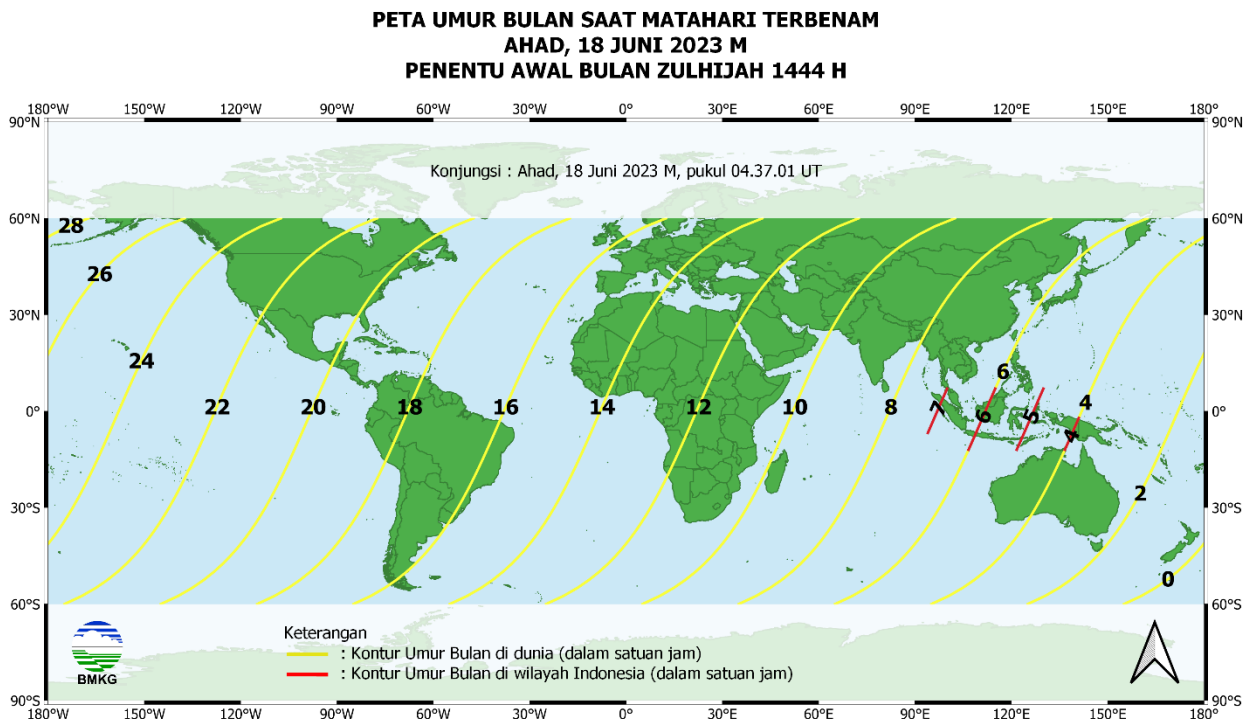 PETA UMUR BULAN SAAT MATAHARI TERBENAM
AHAD, 18 JUNI 2023 M
PENENTU AWAL BULAN ZULHIJAH 1444 H
180°W 150°W 120°W 90°W 60°W 30°W 0° 30°E 60°E 90°E 120°E 150°E 180°
90°N 90°N
Konjungsi : Ahad, 18 Juni 2023 M, pukul 04.37.01 UT
60°N 28 60°N
26
30°N 30°N
24 6
0° 22 20 18 16 14 12 10 8 7 6 5 4 4 0°
30°S 2 30°S
0
60°S 60°S
Keterangan
: Kontur Umur Bulan di dunia (dalam satuan jam)
: Kontur Umur Bulan di wilayah Indonesia (dalam satuan jam)
BMKG
90°S 90°S
180°W 150°W 120°W 90°W 60°W 30°W 0° 30°E 60°E 90°E 120°E 150°E 180°